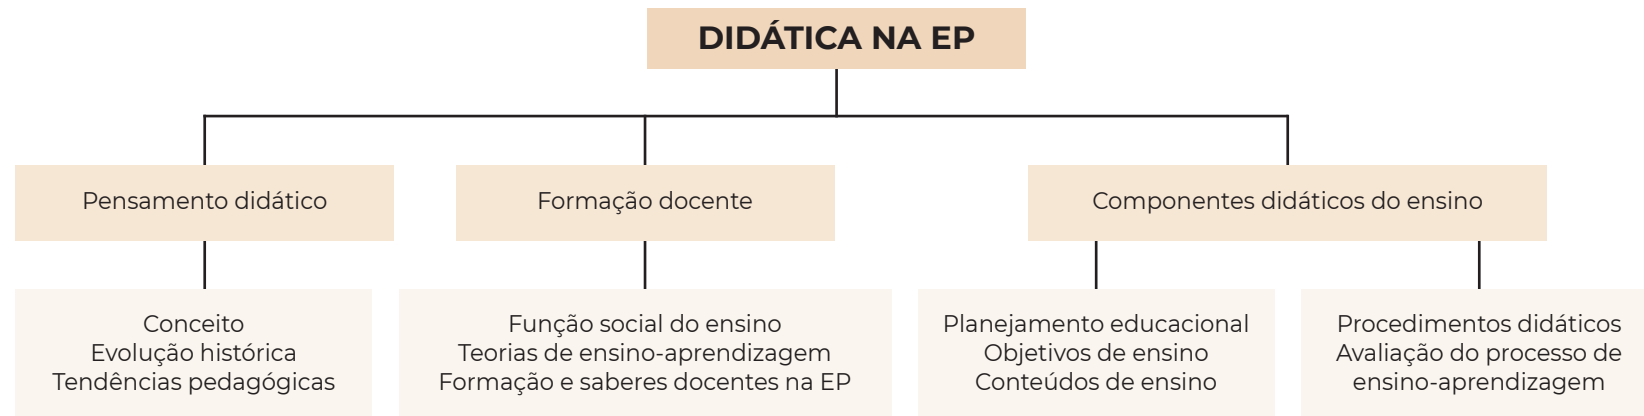 DIDÁTICA NA EP
Pensamento didático
Formação docente
Componentes didáticos do ensino
Conceito
Evolução histórica
Tendências pedagógicas
Função social do ensino
Teorias de ensino-aprendizagem
Formação e saberes docentes na EP
Planejamento educacional
Objetivos de ensino
Conteúdos de ensino
Procedimentos didáticos
Avaliação do processo de
ensino-aprendizagem